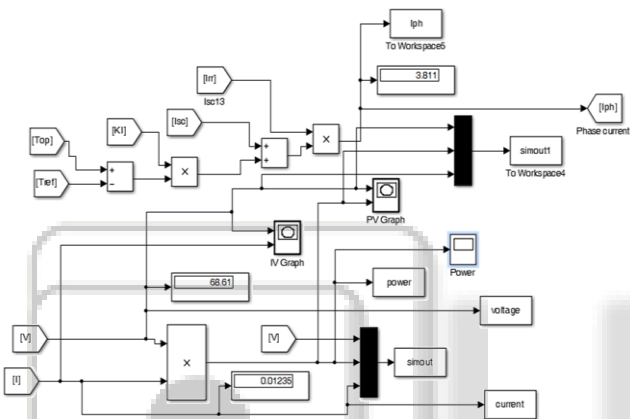 Iph
To Workspace5
[Irr]
3.811
Isc13
[Iph]
Phase current
[Isc]
[KI]
[Top]
+
-
×
+
+
×
simout1
To Workspace4
[Tref]
PV Graph
IV Graph
Power
68.61
power
voltage
[V]
×
[V]
simout
[I]
0.01235
current